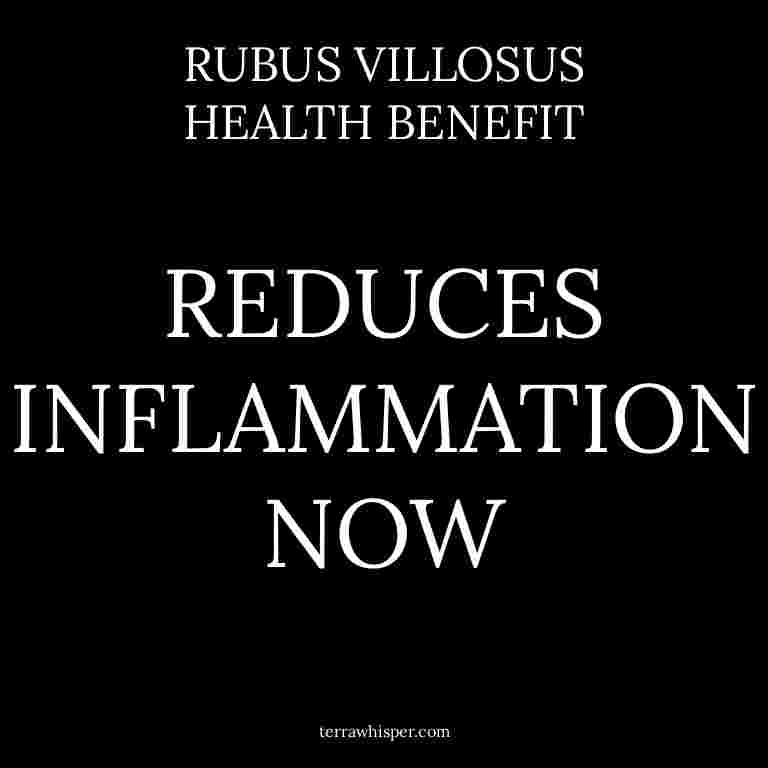 RUBUS VILLOSUS
HEALTH BENEFIT
REDUCES
INFLAMMATION
NOW
terrawhisper.com